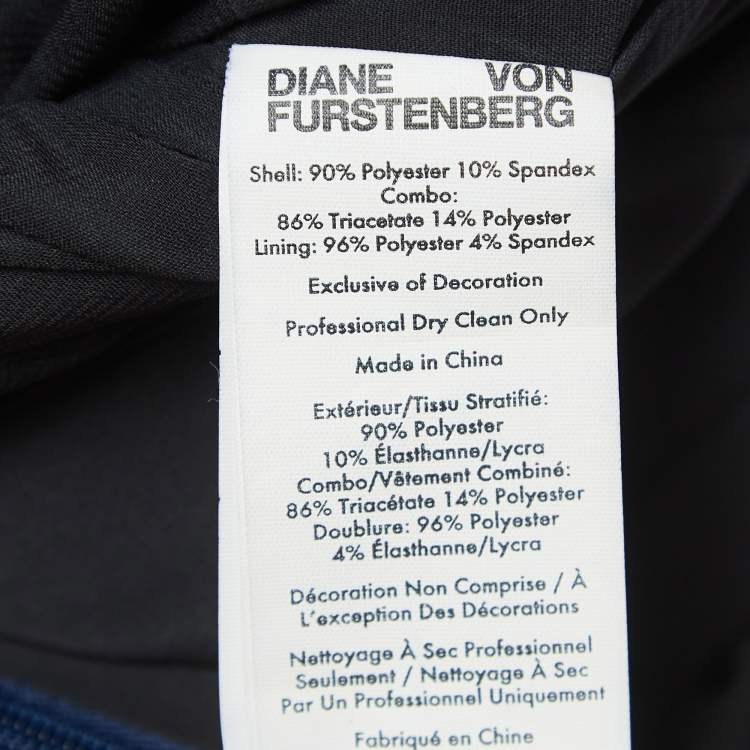 DIANE VON
FURSTENBERG
Shell: 90% Polyester 10% Spandex
Combo:
86% Triacetate 14% Polyester
Lining: 96% Polyester 4% Spandex
Exclusive of Decoration
Professional Dry Clean Only
Made in China
Extérieur/Tissu Stratifié:
90% Polyester
10% Élasthanne/Lycra
Combo/Vêtement Combiné:
86% Triacétate 14% Polyester
Doublure: 96% Polyester
4% Élasthanne/Lycra
Décoration Non Comprise / À
L'exception Des Décorations
Nettoyage À Sec Professionnel
Seulement / Nettoyage À Sec
Par Un Professionnel Uniquement
Fabriqué en Chine